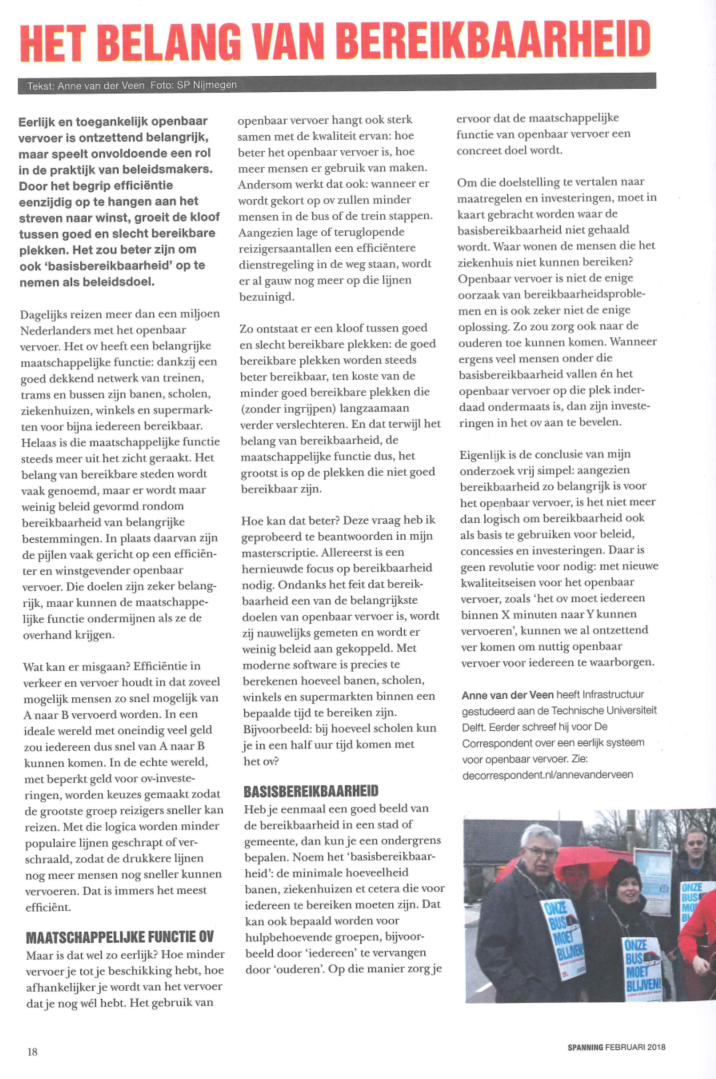 HET BELANG VAN BEREIKBAARHEID
Tekst: Anne van der Veen Foto: SP Nijmegen
Eerlijk en toegankelijk openbaar
vervoer is ontzettend belangrijk,
maar speelt onvoldoende een rol
in de praktijk van beleidsmakers.
Door het begrip efficiëntie
eenzijdig op te hangen aan het
streven naar winst, groeit de kloof
tussen goed en slecht bereikbare
plekken. Het zou beter zijn om
ook ‘basisbereikbaarheid’ op te
nemen als beleidsdoel.
Dagelijks reizen meer dan een miljoen
Nederlanders met het openbaar
vervoer. Het ov heeft een belangrijke
maatschappelijke functie: dankzij een
goed dekkend netwerk van treinen,
trams en bussen zijn banen, scholen,
ziekenhuizen, winkels en supermark-
ten voor bijna iedereen bereikbaar.
Helaas is die maatschappelijke functie
steeds meer uit het zicht geraakt. Het
belang van bereikbare steden wordt
vaak genoemd, maar er wordt maar
weinig beleid gevormd rondom
bereikbaarheid van belangrijke
bestemmingen. In plaats daarvan zijn
de pijlen vaak gericht op een efficiën-
ter en winstgevender openbaar
vervoer. Die doelen zijn zeker belang-
rijk, maar kunnen de maatschappe-
lijke functie ondermijnen als ze de
overhand krijgen.
Wat kan er misgaan? Efficiëntie in
verkeer en vervoer houdt in dat zoveel
mogelijk mensen zo snel mogelijk van
A naar B vervoerd worden. In een
ideale wereld met oneindig veel geld
zou iedereen dus snel van A naar B
kunnen komen. In de echte wereld,
met beperkt geld voor ov-investe-
ringen, worden keuzes gemaakt zodat
de grootste groep reizigers sneller kan
reizen. Met die logica worden minder
populaire lijnen geschrapt of ver-
schraald, zodat de drukkere lijnen
nog meer mensen nog sneller kunnen
vervoeren. Dat is immers het meest
efficiënt.
MAATSCHAPPELIJKE FUNCTIE OV
Maar is dat wel zo eerlijk? Hoe minder
vervoer je tot je beschikking hebt, hoe
afhankelijker je wordt van het vervoer
dat je nog wél hebt. Het gebruik van
openbaar vervoer hangt ook sterk
samen met de kwaliteit ervan: hoe
beter het openbaar vervoer is, hoe
meer mensen er gebruik van maken.
Andersom werkt dat ook: wanneer er
wordt gekort op ov zullen minder
mensen in de bus of de trein stappen.
Aangezien lage of teruglopende
reizigersaantallen een efficiëntere
dienstregeling in de weg staan, wordt
er al gauw nog meer op die lijnen
bezuinigd.
Zo ontstaat er een kloof tussen goed
en slecht bereikbare plekken: de goed
bereikbare plekken worden steeds
beter bereikbaar, ten koste van de
minder goed bereikbare plekken die
(zonder ingrijpen) langzaamaan
verder verslechteren. En dat terwijl het
belang van bereikbaarheid, de
maatschappelijke functie dus, het
grootst is op de plekken die niet goed
bereikbaar zijn.
Hoe kan dat beter? Deze vraag heb ik
geprobeerd te beantwoorden in mijn
masterscriptie. Allereerst is een
hernieuwde focus op bereikbaarheid
nodig. Ondanks het feit dat bereik-
baarheid een van de belangrijkste
doelen van openbaar vervoer is, wordt
zij nauwelijks gemeten en wordt er
weinig beleid aan gekoppeld. Met
moderne software is precies te
berekenen hoeveel banen, scholen,
winkels en supermarkten binnen een
bepaalde tijd te bereiken zijn.
Bijvoorbeeld: bij hoeveel scholen kun
je in een half uur tijd komen met
het ov?
BASISBEREIKBAARHEID
Heb je eenmaal een goed beeld van
de bereikbaarheid in een stad of
gemeente, dan kun je een ondergrens
bepalen. Noem het ‘basisbereikbaar-
heid’: de minimale hoeveelheid
banen, ziekenhuizen et cetera die voor
iedereen te bereiken moeten zijn. Dat
kan ook bepaald worden voor
hulpbehoevende groepen, bijvoor-
beeld door ‘iedereen’ te vervangen
door ‘ouderen’. Op die manier zorg je
ervoor dat de maatschappelijke
functie van openbaar vervoer een
concreet doel wordt.
Om die doelstelling te vertalen naar
maatregelen en investeringen, moet in
kaart gebracht worden waar de
basisbereikbaarheid niet gehaald
wordt. Waar wonen de mensen die het
ziekenhuis niet kunnen bereiken?
Openbaar vervoer is niet de enige
oorzaak van bereikbaarheidsproble-
men en is ook zeker niet de enige
oplossing. Zo zou zorg ook naar de
ouderen toe kunnen komen. Wanneer
ergens veel mensen onder die
basisbereikbaarheid vallen én het
openbaar vervoer op die plek inder-
daad ondermaats is, dan zijn investe-
ringen in het ov aan te bevelen.
Eigenlijk is de conclusie van mijn
onderzoek vrij simpel: aangezien
bereikbaarheid zo belangrijk is voor
het openbaar vervoer, is het niet meer
dan logisch om bereikbaarheid ook
als basis te gebruiken voor beleid,
concessies en investeringen. Daar is
geen revolutie voor nodig: met nieuwe
kwaliteitseisen voor het openbaar
vervoer, zoals ‘het ov moet iedereen
binnen X minuten naar Y kunnen
vervoeren’, kunnen we al ontzettend
ver komen om nuttig openbaar
vervoer voor iedereen te waarborgen.
Anne van der Veen heeft Infrastructuur
gestudeerd aan de Technische Universiteit
Delft. Eerder schreef hij voor De
Correspondent over een eerlijk systeem
voor openbaar vervoer. Zie:
decorrespondent.nl/annevanderveen
ONZE
BUS
MOET
BLIJVEN!
ONZE
BUS
MOET
BLIJVEN!
ONZE
BUS
18
SPANNING FEBRUARI 2018